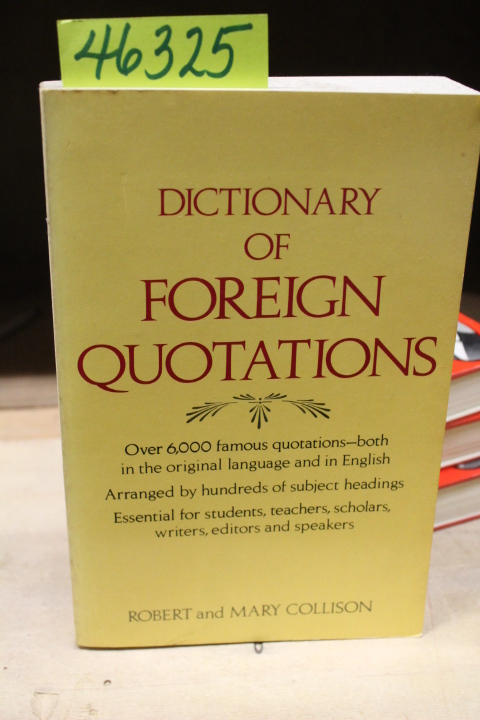 46325
DICTIONARY
OF
FOREIGN
QUOTATIONS
Over 6,000 famous quotations—both
in the original language and in English
Arranged by hundreds of subject headings
Essential for students, teachers, scholars,
writers, editors and speakers
ROBERT and MARY COLLISON